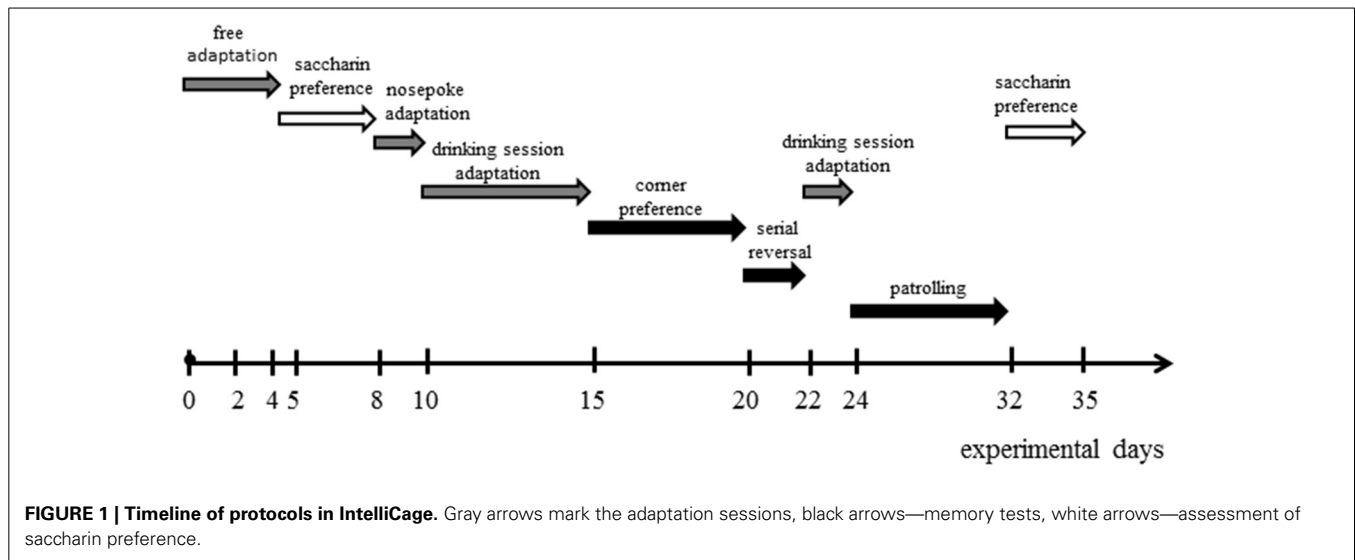 free
adaptation
saccharin
preference
nosepoke
adaptation
drinking session
adaptation
corner
preference
serial
reversal
drinking session
adaptation
patrolling
saccharin
preference
0 2 4 5 8 10 15 20 22 24 32 35
experimental days
FIGURE 1 | Timeline of protocols in IntelliCage. Gray arrows mark the adaptation sessions, black arrows—memory tests, white arrows—assessment of
saccharin preference.